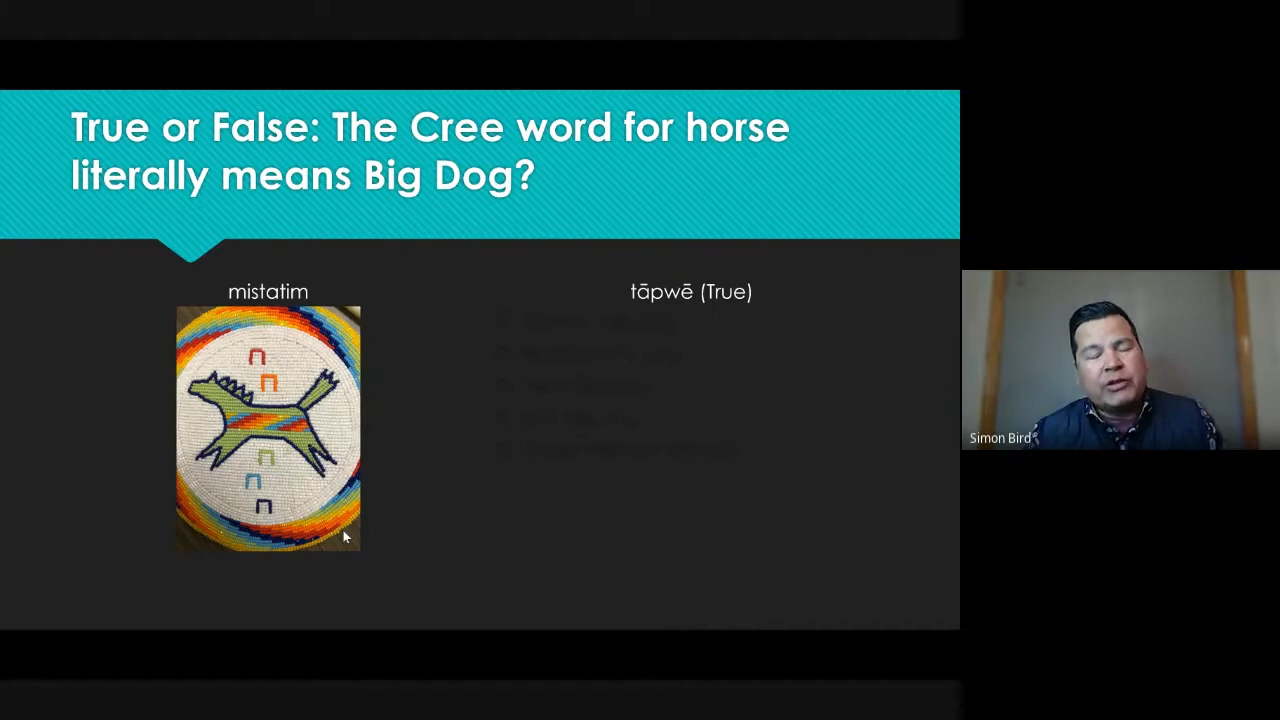 True or False: The Cree word for horse
literally means Big Dog?
mistatim
tāpwē (True)
Simon Bird